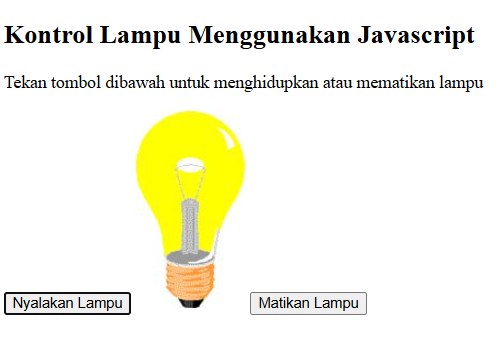 Kontrol Lampu Menggunakan Javascript
Tekan tombol dibawah untuk menghidupkan atau mematikan lampu
Nyalakan Lampu
Matikan Lampu